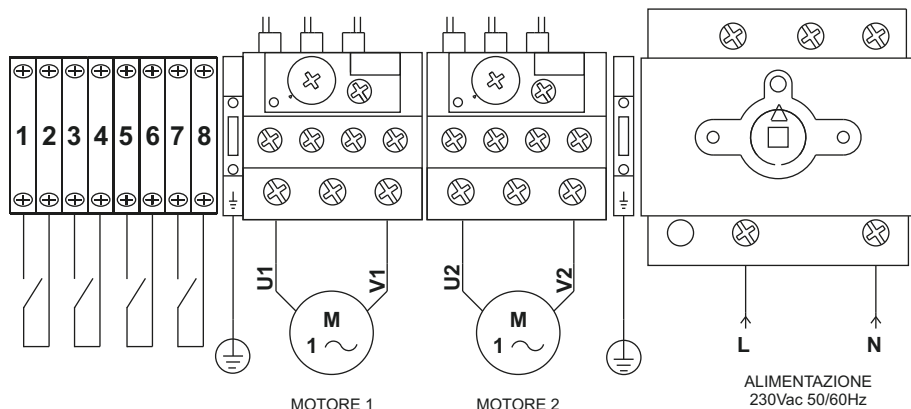 1 2 3 4 5 6 7 8
U1 V1 U2 V2
M M
1 1
L N
MOTORE 1 MOTORE 2 ALIMENTAZIONE
230Vac 50/60Hz